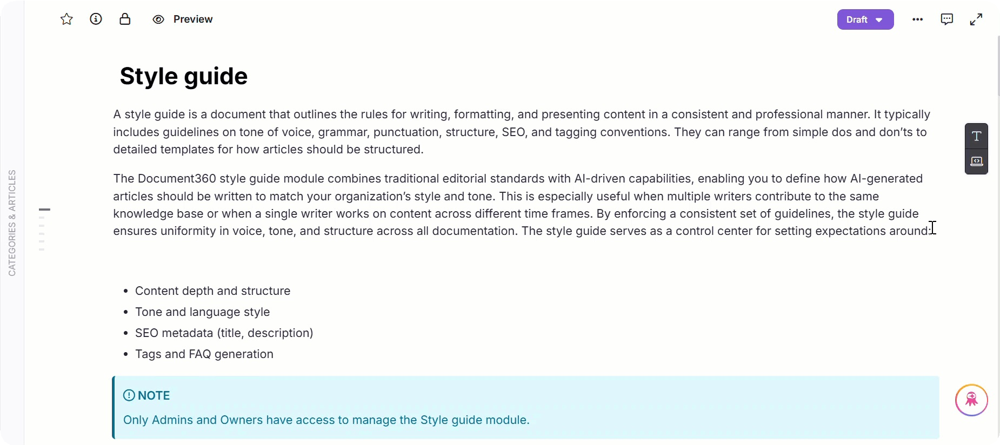 Preview
Draft
CATEGORIES & ARTICLES
Style guide
A style guide is a document that outlines the rules for writing, formatting, and presenting content in a consistent and professional manner. It typically
includes guidelines on tone of voice, grammar, punctuation, structure, SEO, and tagging conventions. They can range from simple dos and don’ts to
detailed templates for how articles should be structured.
The Document360 style guide module combines traditional editorial standards with AI-driven capabilities, enabling you to define how AI-generated
articles should be written to match your organization’s style and tone. This is especially useful when multiple writers contribute to the same
knowledge base or when a single writer works on content across different time frames. By enforcing a consistent set of guidelines, the style guide
ensures uniformity in voice, tone, and structure across all documentation. The style guide serves as a control center for setting expectations around:
• Content depth and structure
• Tone and language style
• SEO metadata (title, description)
• Tags and FAQ generation
NOTE
Only Admins and Owners have access to manage the Style guide module.